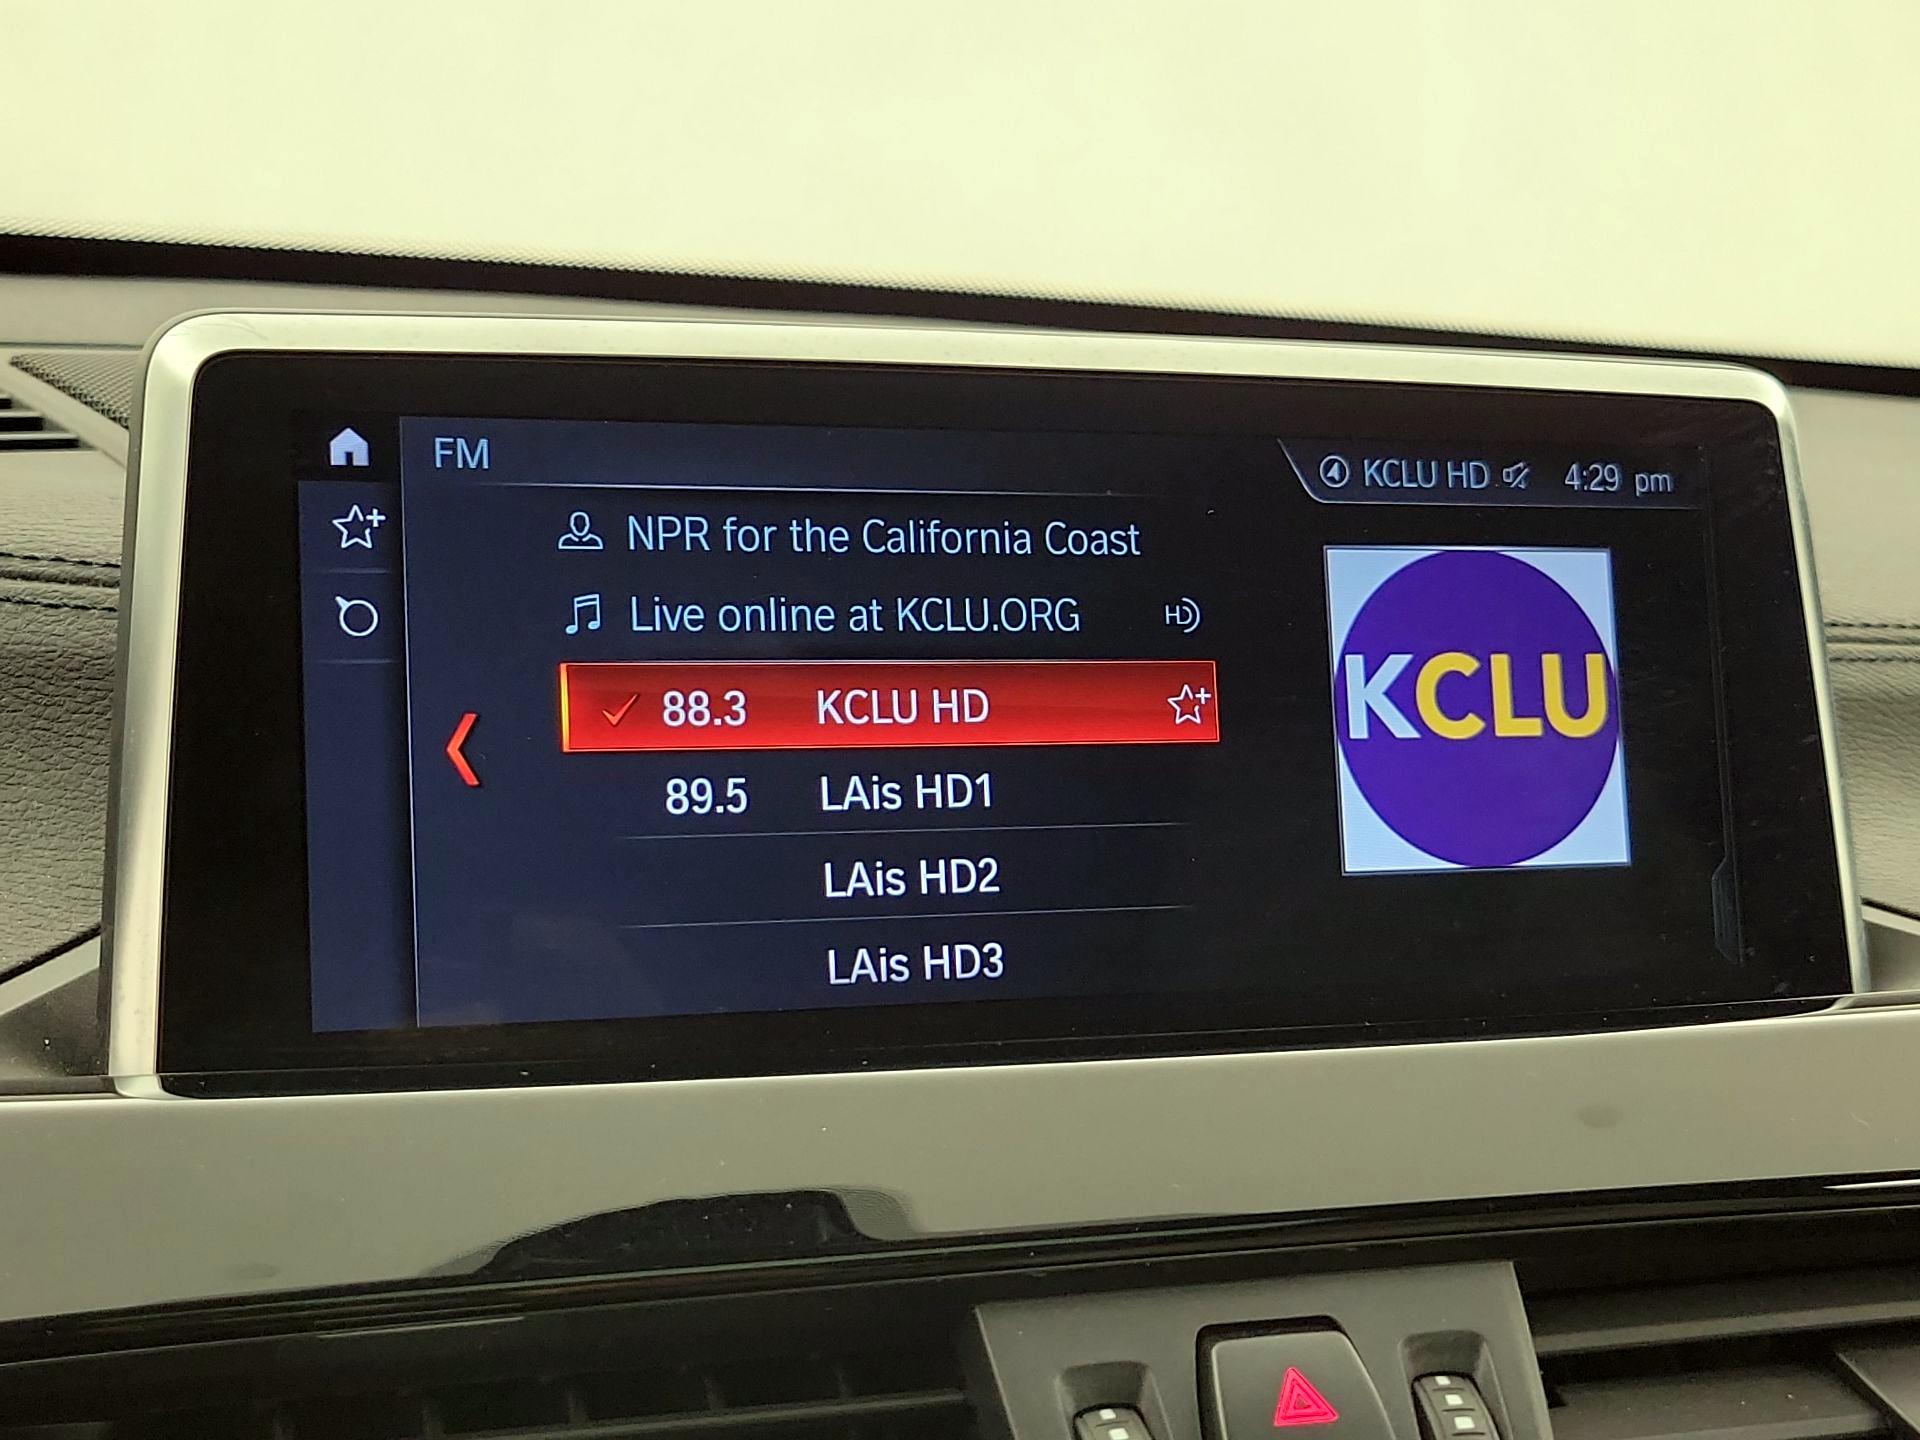 FM
KCLU HD 4:29 pm
NPR for the California Coast
Live online at KCLU.ORG HD
88.3 KCLU HD
89.5 LAis HD1
LAis HD2
LAis HD3
KCLU